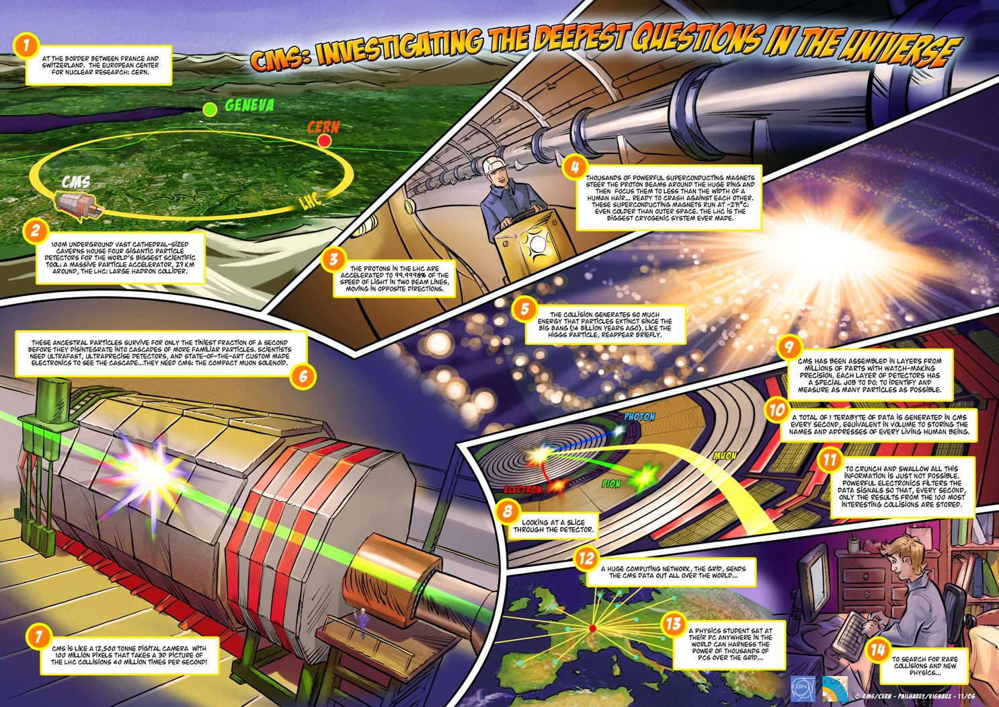 CMS: INVESTIGATING THE DEEPEST QUESTIONS IN THE UNIVERSE
1
AT THE BORDER BETWEEN FRANCE AND
SWITZERLAND. THE EUROPEAN CENTER
FOR NUCLEAR RESEARCH: CERN.
GENEVA
CERN
CMS
LHC
2
100M UNDERGROUND VAST CATHEDRAL-SIZED
CAVERNS HOUSE FOUR GIGANTIC PARTICLE
DETECTORS FOR THE WORLD'S BIGGEST SCIENTIFIC
TOOL: A MASSIVE PARTICLE ACCELERATOR, 27 KM
AROUND, THE LHC: LARGE HADRON COLLIDER.
3
THE PROTONS IN THE LHC ARE
ACCELERATED TO 99.9998% OF THE
SPEED OF LIGHT IN TWO BEAM LINES,
MOVING IN OPPOSITE DIRECTIONS.
4
THOUSANDS OF POWERFUL SUPERCONDUCTING MAGNETS
STEER THE PROTON BEAMS AROUND THE HUGE RING AND
THEN FOCUS THEM TO LESS THAN THE WIDTH OF A
HUMAN HAIR... READY TO CRASH AGAINST EACH OTHER.
THESE SUPERCONDUCTING MAGNETS RUN AT -271°C:
EVEN COLDER THAN OUTER SPACE. THE LHC IS THE
BIGGEST CRYOGENIC SYSTEM EVER MADE.
5
THE COLLISION GENERATES SO MUCH
ENERGY THAT PARTICLES EXTINCT SINCE THE
BIG BANG (14 BILLION YEARS AGO), LIKE THE
HIGGS PARTICLE, REAPPEAR BRIEFLY.
THESE ANCESTRAL PARTICLES SURVIVE FOR ONLY THE TINIEST FRACTION OF A SECOND
BEFORE THEY DISINTEGRATE INTO CASCADES OF MORE FAMILIAR PARTICLES. SCIENTISTS
NEED ULTRAFAST, ULTRAPRECISE DETECTORS, AND STATE-OF-THE-ART CUSTOM MADE
ELECTRONICS TO SEE THE CASCADE...THEY NEED CMS: THE COMPACT MUON SOLENOID.
6
7
CMS IS LIKE A 12,500 TONNE DIGITAL CAMERA WITH
100 MILLION PIXELS THAT TAKES A 3D PICTURE OF
THE LHC COLLISIONS 40 MILLION TIMES PER SECOND!
PHOTON
MUON
PION
ELECTRON
8
LOOKING AT A SLICE
THROUGH THE DETECTOR.
9
CMS HAS BEEN ASSEMBLED IN LAYERS FROM
MILLIONS OF PARTS WITH WATCH-MAKING
PRECISION. EACH LAYER OF DETECTORS HAS
A SPECIAL JOB TO DO: TO IDENTIFY AND
MEASURE AS MANY PARTICLES AS POSSIBLE.
10
A TOTAL OF 1 TERABYTE OF DATA IS GENERATED IN CMS
EVERY SECOND, EQUIVALENT IN VOLUME TO STORING THE
NAMES AND ADDRESSES OF EVERY LIVING HUMAN BEING.
11
TO CRUNCH AND SWALLOW ALL THIS
INFORMATION IS JUST NOT POSSIBLE.
POWERFUL ELECTRONICS FILTERS THE
DATA SIGNALS SO THAT, EVERY SECOND,
ONLY THE RESULTS FROM THE 100 MOST
INTERESTING COLLISIONS ARE STORED.
12
A HUGE COMPUTING NETWORK, THE GRID, SENDS
THE CMS DATA OUT ALL OVER THE WORLD...
13
A PHYSICS STUDENT SAT AT
THEIR PC ANYWHERE IN THE
WORLD CAN HARNESS THE
POWER OF THOUSANDS OF
PCS OVER THE GRID...
14
TO SEARCH FOR RARE
COLLISIONS AND NEW
PHYSICS...
CERN
CMS
© CMS/CERN - PAILHAREY/VIGNAUX - 11/06